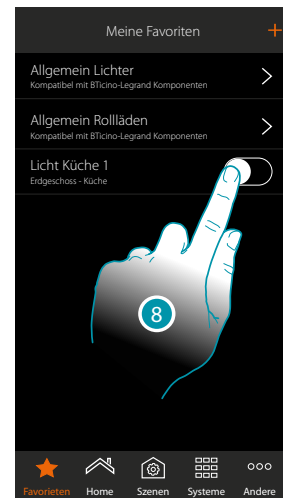 Meine Favoriten +
Allgemein Lichter
Kompatibel mit BTicino-Legrand Komponenten
Allgemein Rollläden
Kompatibel mit BTicino-Legrand Komponenten
Licht Küche 1
Erdgeschoss - Küche
8
Favorieten Home Szenen Systeme Andere